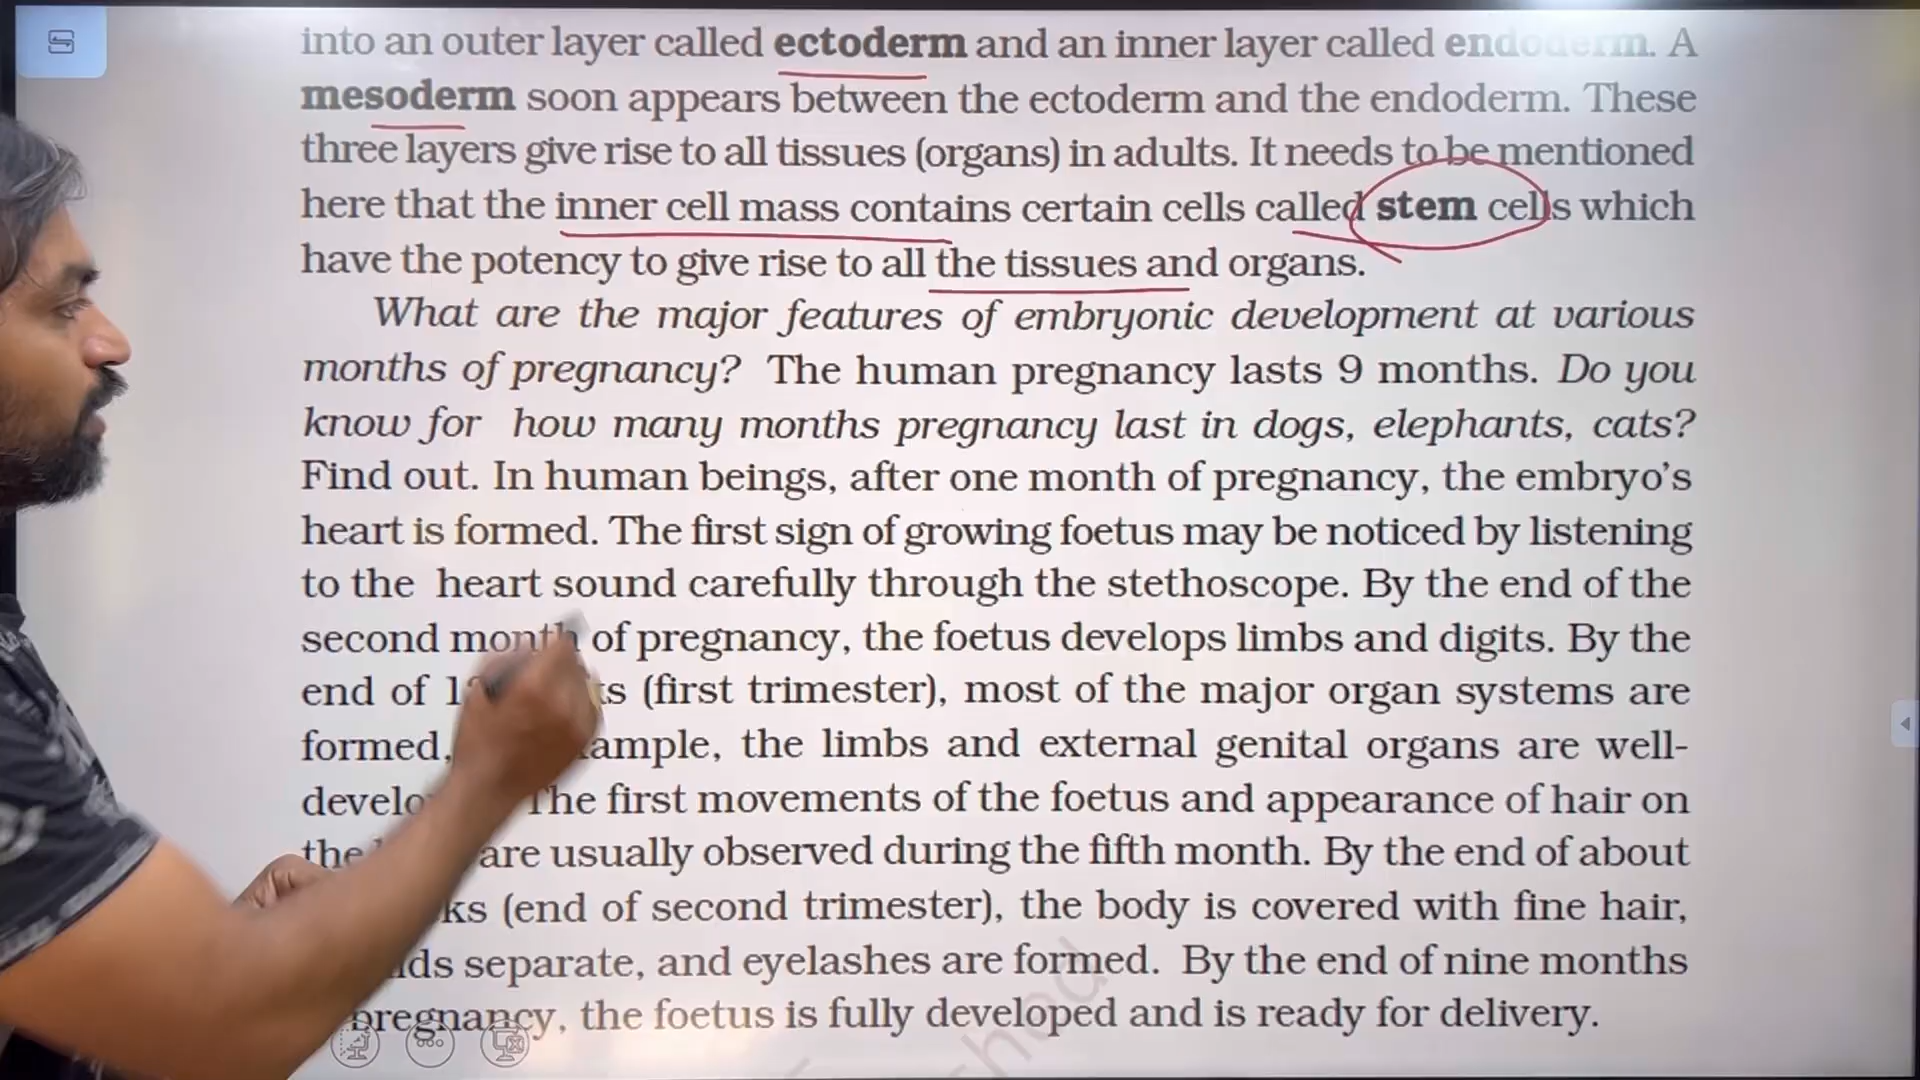 into an outer layer called ectoderm and an inner layer called endoderm. A
mesoderm soon appears between the ectoderm and the endoderm. These
three layers give rise to all tissues (organs) in adults. It needs to be mentioned
here that the inner cell mass contains certain cells called stem cells which
have the potency to give rise to all the tissues and organs.
What are the major features of embryonic development at various
months of pregnancy? The human pregnancy lasts 9 months. Do you
know for how many months pregnancy last in dogs, elephants, cats?
Find out. In human beings, after one month of pregnancy, the embryo's
heart is formed. The first sign of growing foetus may be noticed by listening
to the heart sound carefully through the stethoscope. By the end of the
second month of pregnancy, the foetus develops limbs and digits. By the
end of (first trimester), most of the major organ systems are
formed, the limbs and external genital organs are well-
The first movements of the foetus and appearance of hair on
the are usually observed during the fifth month. By the end of about
(end of second trimester), the body is covered with fine hair,
separate, and eyelashes are formed. By the end of nine months
pregnancy, the foetus is fully developed and is ready for delivery.